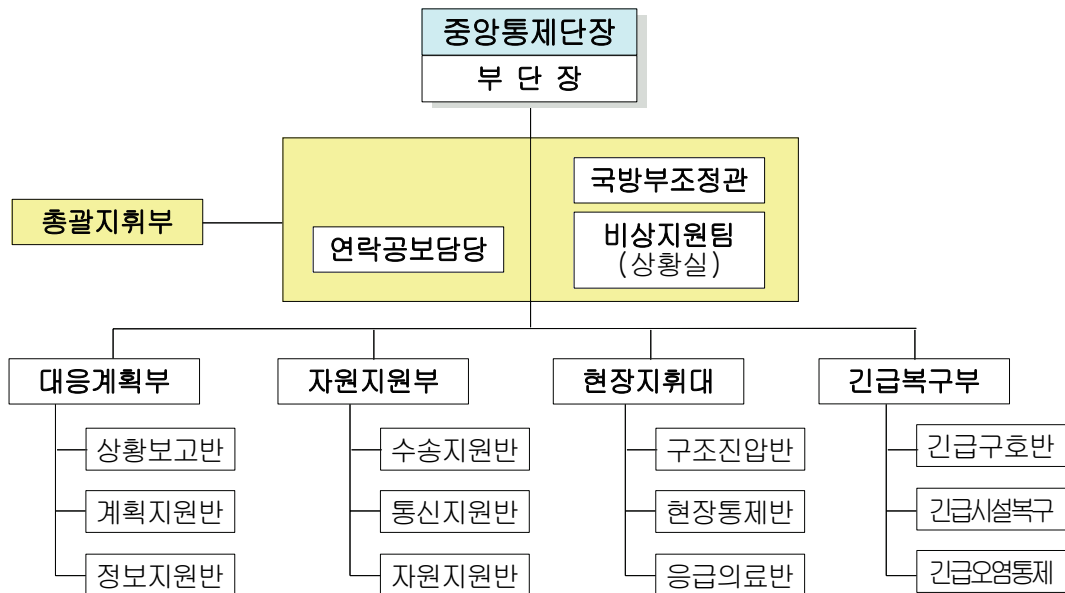 중앙통제단장
부 단 장
국방부조정관
총괄지휘부
연락공보담당
비상지원팀
(상황실)
대응계획부
자원지원부
현장지휘대
긴급복구부
상황보고반
수송지원반
구조진압반
긴급구호반
계획지원반
통신지원반
현장통제반
긴급시설복구
정보지원반
자원지원반
응급의료반
긴급오염통제